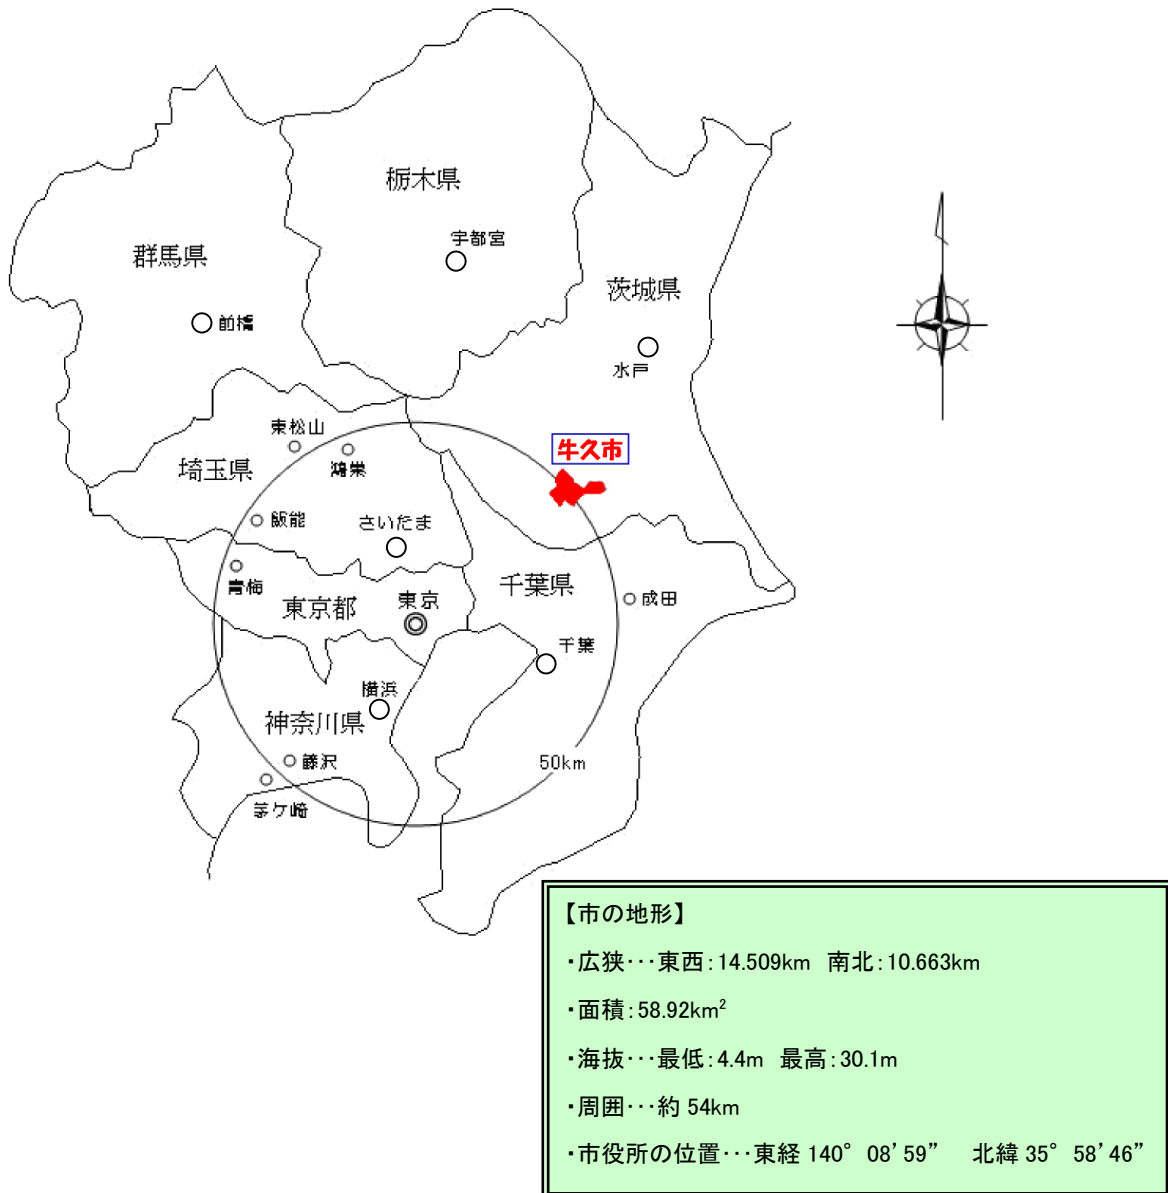 栃木県
宇都宮
群馬県
茨城県
前橋
水戸
東松山
牛久市
鴻巣
埼玉県
飯能
さいたま
青梅
千葉県
東京都
東京
成田
千葉
横浜
神奈川県
藤沢
50km
茅ケ崎
【市の地形】
・広狭…東西:14.509km 南北:10.663km
・面積:58.92km²
・海抜…最低:4.4m 最高:30.1m
・周囲…約 54km
・市役所の位置…東経 140° 08’59” 北緯 35° 58’46”